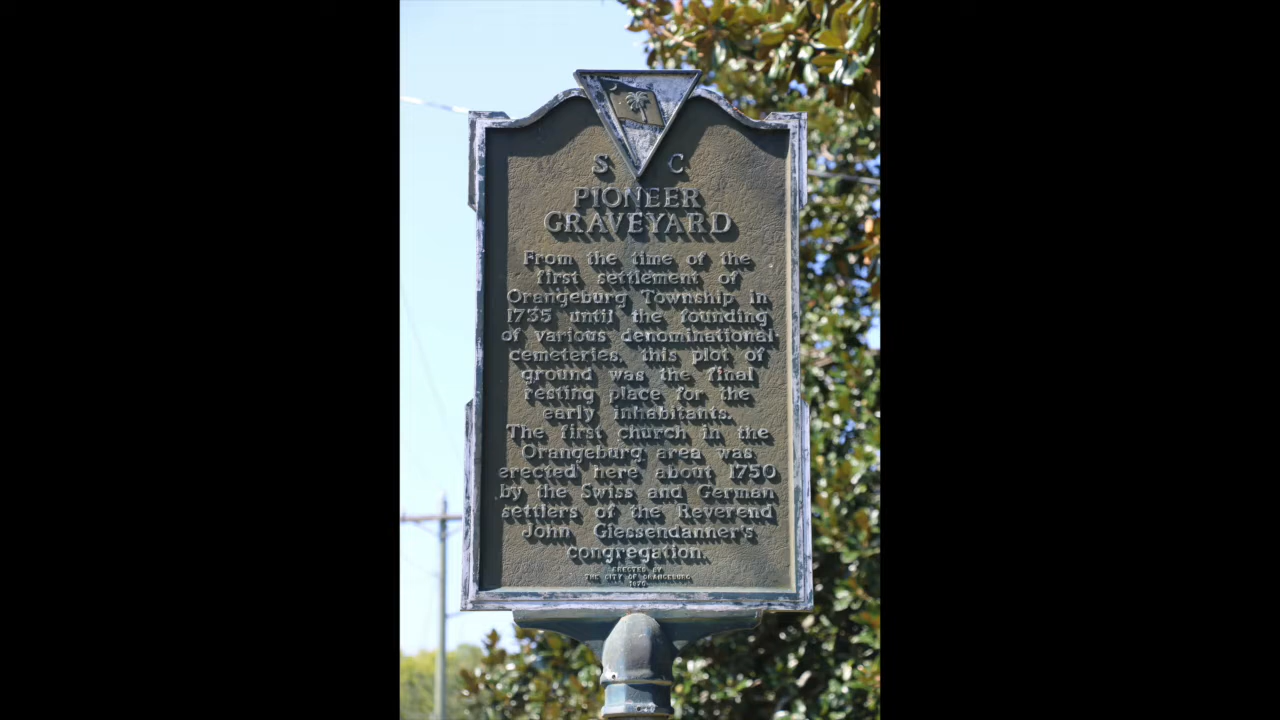 S C
PIONEER
GRAVEYARD
From the time of the
first settlement of
Orangeburg Township in
1735 until the founding
of various denominational
cemeteries, this plot of
ground was the final
resting place for the
early inhabitants.
The first church in the
Orangeburg area was
erected here about 1750
by the Swiss and German
settlers of the Reverend
John Giessendanner's
congregation.
ERECTED BY
THE CITY OF ORANGEBURG